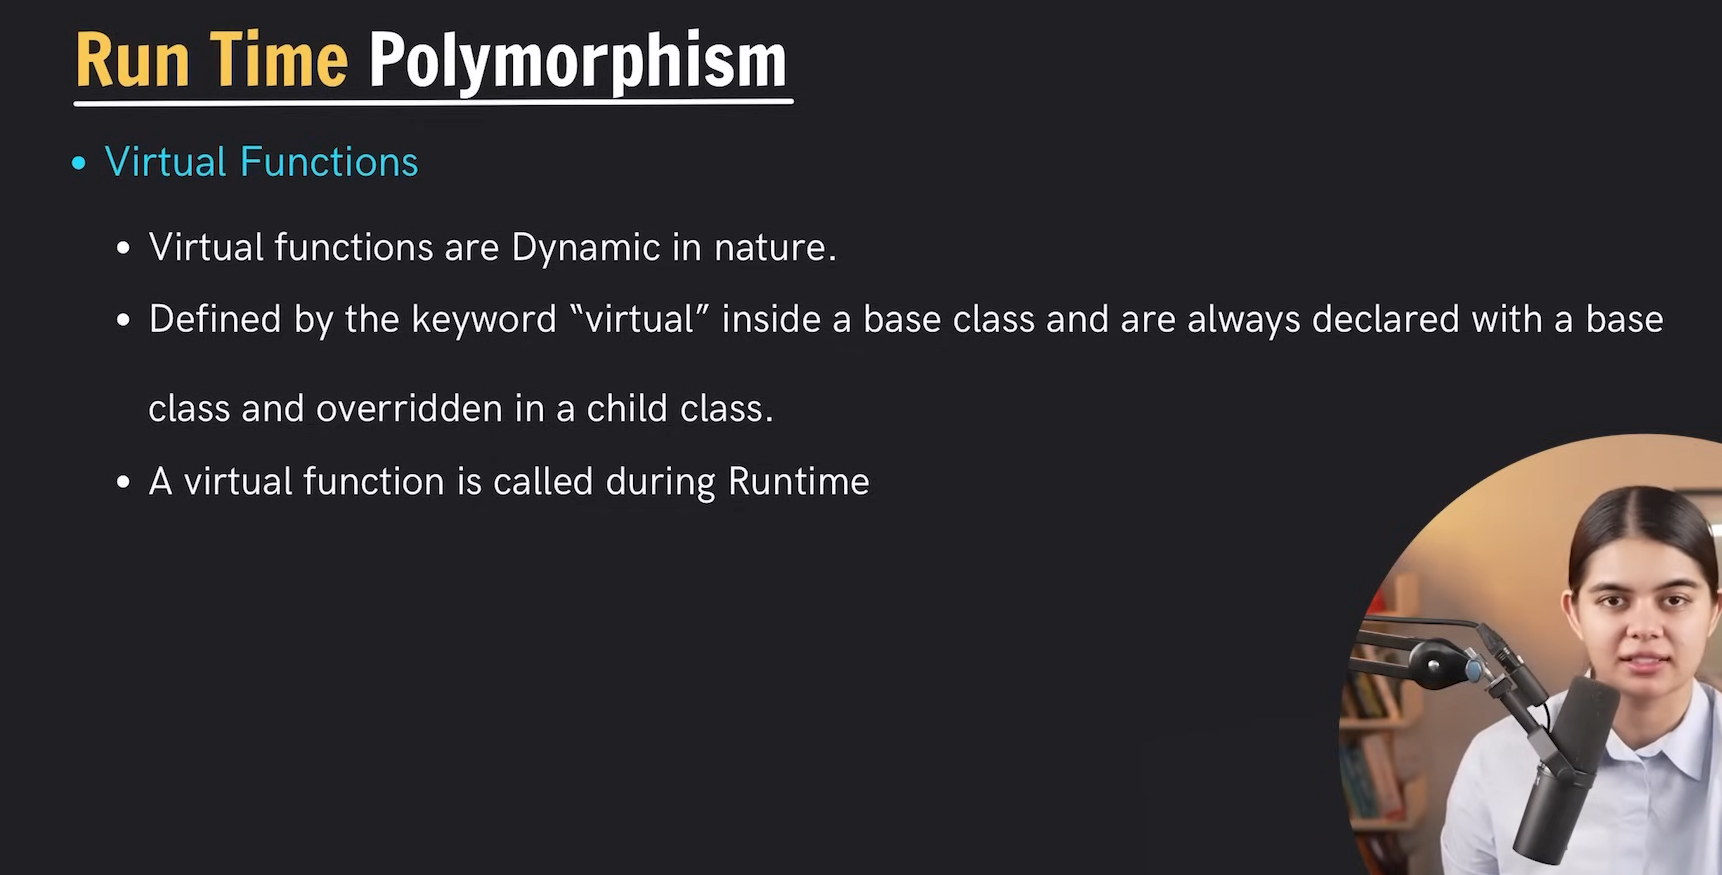 Run Time Polymorphism
• Virtual Functions
• Virtual functions are Dynamic in nature.
• Defined by the keyword “virtual” inside a base class and are always declared with a base
class and overridden in a child class.
• A virtual function is called during Runtime